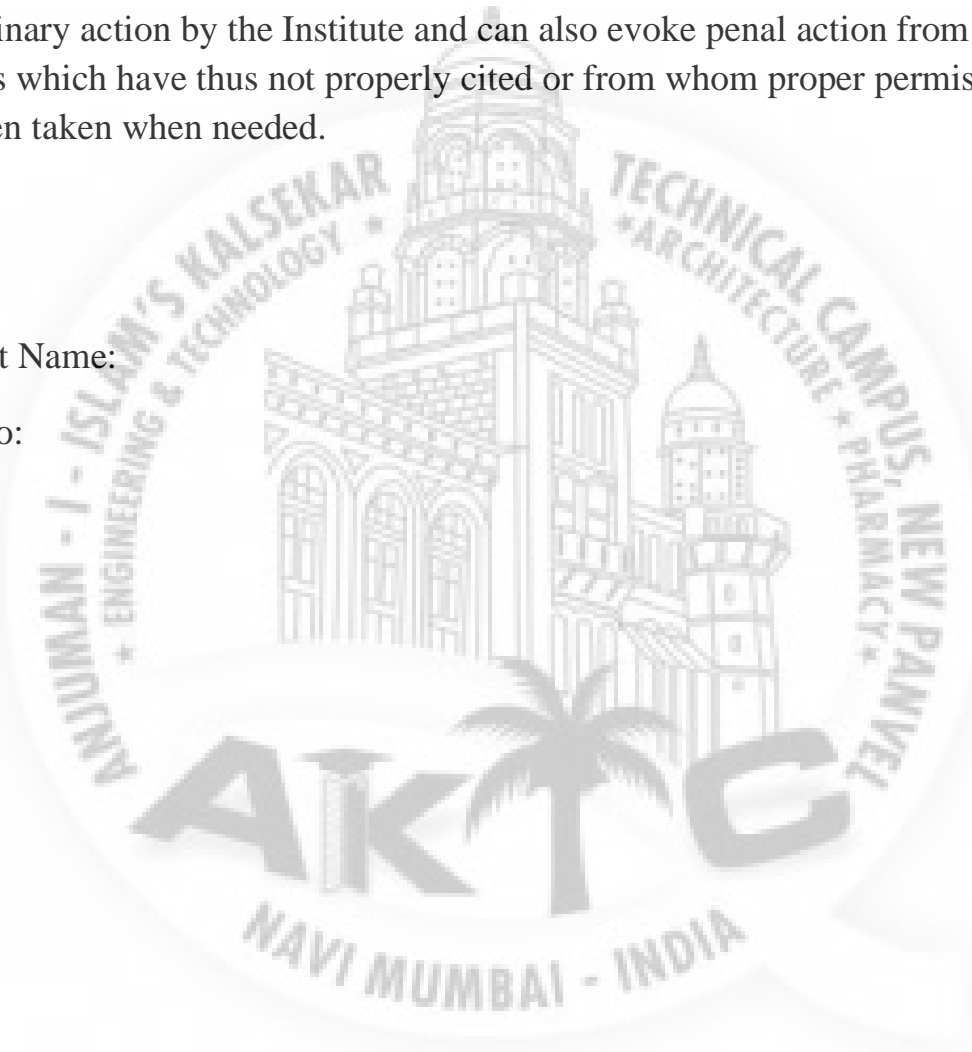 inary action by the Institute and can also evoke penal action from
s which have thus not properly cited or from whom proper permis
en taken when needed.
t Name:
o:
ANJUMAN - I - ISLAM'S KALSEKAR TECHNICAL CAMPUS, NEW PANVEL
* ENGINEERING & TECHNOLOGY * *ARCHITECTURE * PHARMACY*
AKTC
NAVI MUMBAI - INDIA